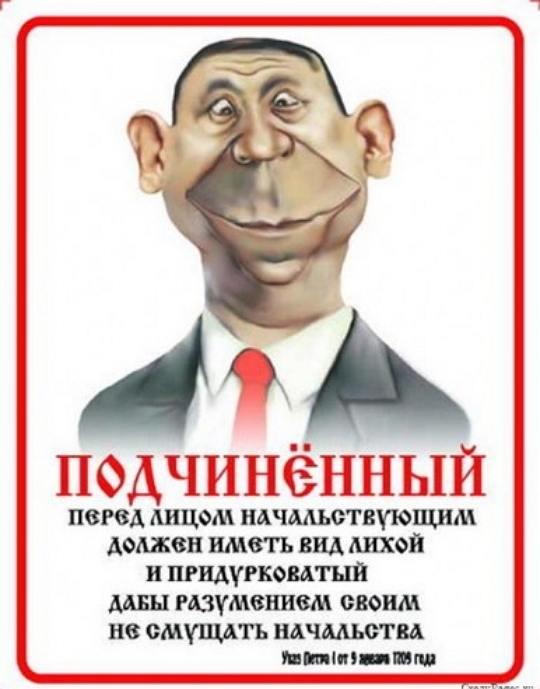 ПОДЧИНЁННЫЙ
ПЕРЕД ЛИЦОМ НАЧАЛЬСТВУЮЩИМ
ДОЛЖЕН ИМЕТЬ ВИД ЛИХОЙ
И ПРИДУРКОВАТЫЙ
ДАБЫ РАЗУМЕНИЕМ СВОИМ
НЕ СМУЩАТЬ НАЧАЛЬСТВА
Указ Петра I от 9 января 1709 года